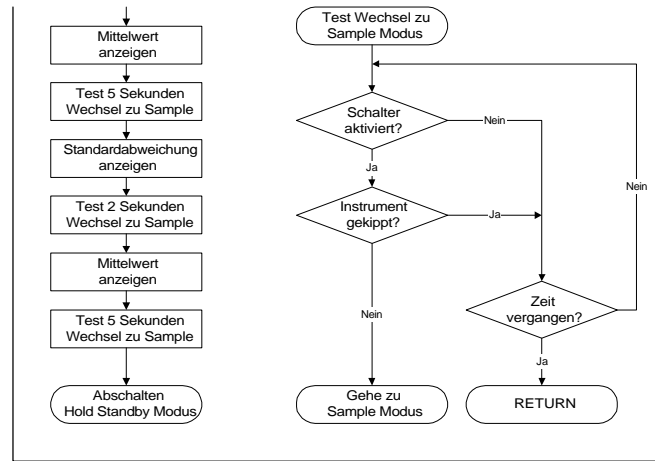 Mittelwert
anzeigen
Test 5 Sekunden
Wechsel zu Sample
Standardabweichung
anzeigen
Test 2 Sekunden
Wechsel zu Sample
Mittelwert
anzeigen
Test 5 Sekunden
Wechsel zu Sample
Abschalten
Hold Standby Modus
Test Wechsel zu
Sample Modus
Schalter
aktiviert?
Nein
Ja
Instrument
gekippt?
Ja
Nein
Nein
Zeit
vergangen?
Ja
Gehe zu
Sample Modus
RETURN